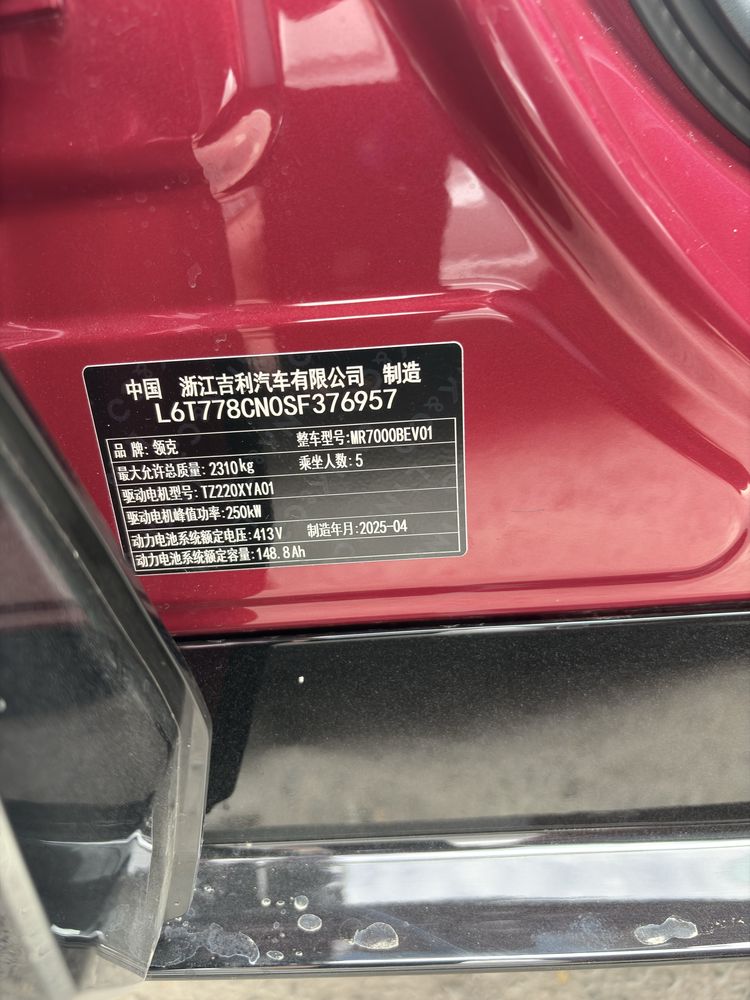 中国 浙江吉利汽车有限公司 制造
L6T778CN0SF376957
品 牌: 领克 整车型号: MR7000BEV01
最大允许总质量: 2310kg 乘坐人数: 5
驱动电机型号: TZ220XYA01
驱动电机峰值功率: 250kW
动力电池系统额定电压: 413V 制造年月: 2025-04
动力电池系统额定容量: 148.8Ah